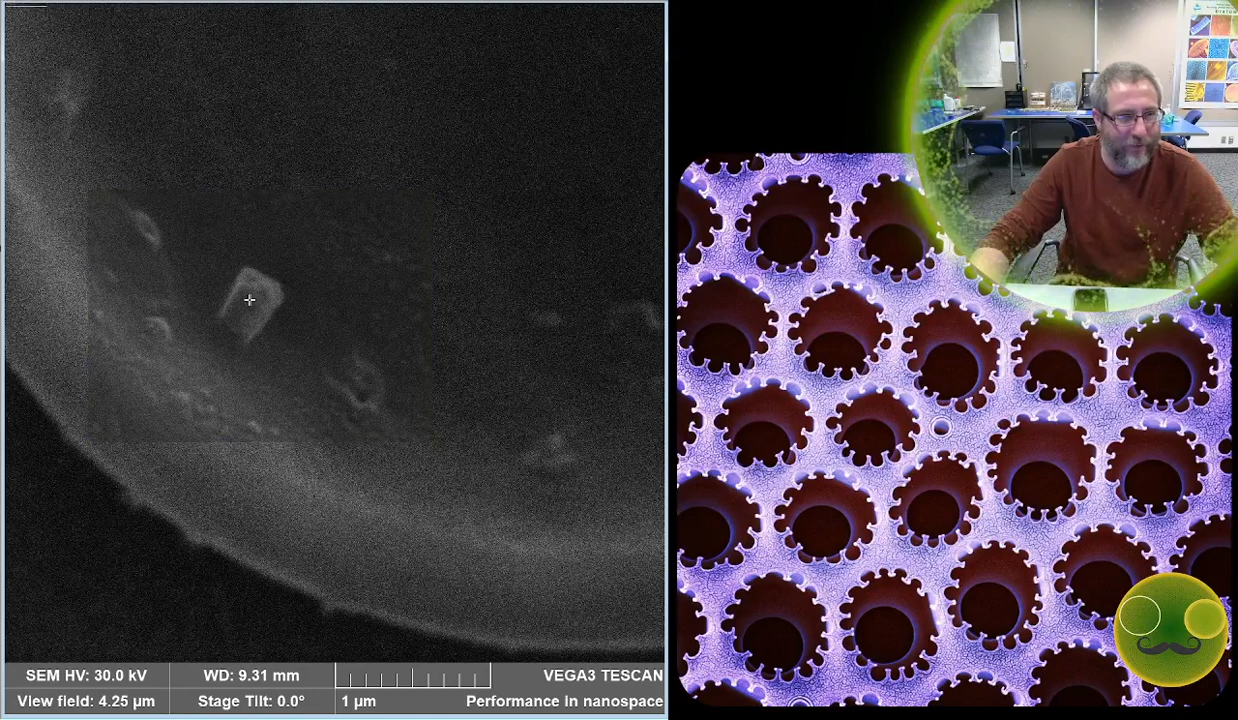 SEM HV: 30.0 kV
WD: 9.31 mm
VEGA3 TESCAN
View field: 4.25 µm
Stage Tilt: 0.0°
1 µm
Performance in nanospace